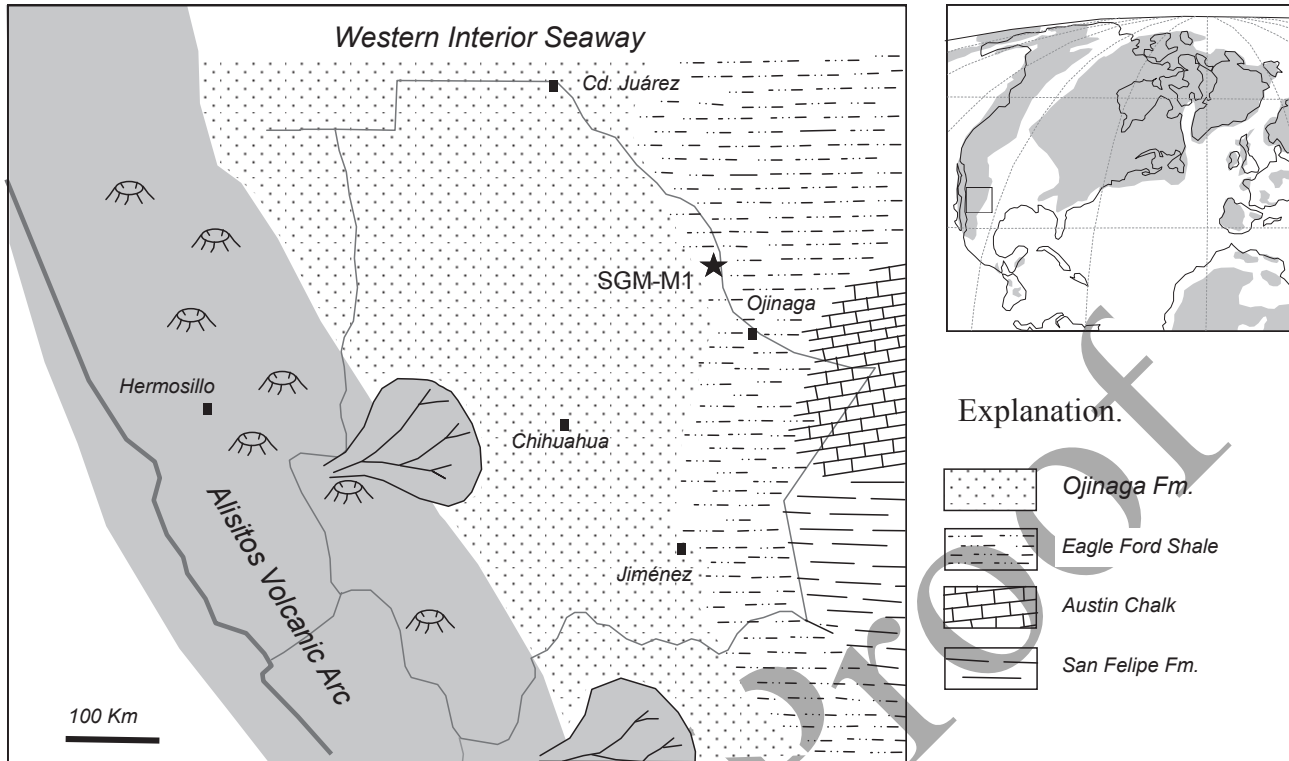 Western Interior Seaway
Cd. Juárez
SGM-M1
Ojinaga
Hermosillo
Chihuahua
Alisitos Volcanic Arc
Jiménez
100 Km
Explanation.
Ojinaga Fm.
Eagle Ford Shale
Austin Chalk
San Felipe Fm.
Proof